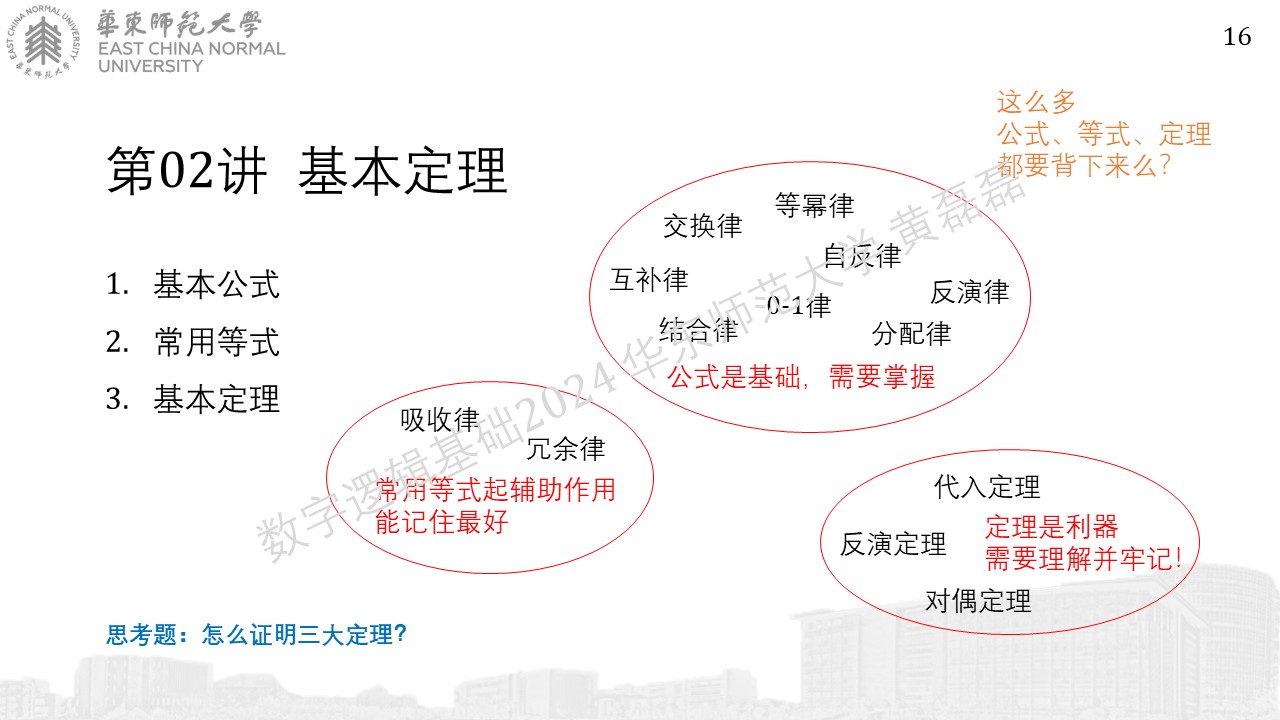 華東師范大學
EAST CHINA NORMAL
UNIVERSITY
EAST CHINA NORMAL UNIVERSITY
華東師范大學
16
这么多
公式、等式、定理
都要背下来么?
第02讲 基本定理
1. 基本公式
2. 常用等式
3. 基本定理
交换律
等幂律
自反律
互补律
0-1律
反演律
结合律
分配律
公式是基础，需要掌握
吸收律
冗余律
常用等式起辅助作用
能记住最好
代入定理
反演定理
定理是利器
需要理解并牢记!
对偶定理
思考题：怎么证明三大定理?
数字逻辑基础2024 华东师范大学 黄磊磊